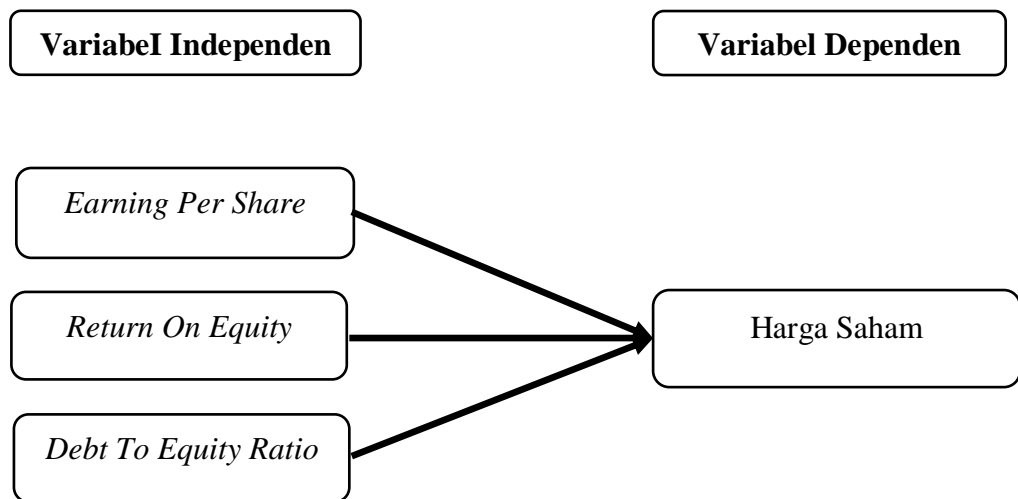 VariabeI Independen
Variabel Dependen
Earning Per Share
Return On Equity
Harga Saham
Debt To Equity Ratio